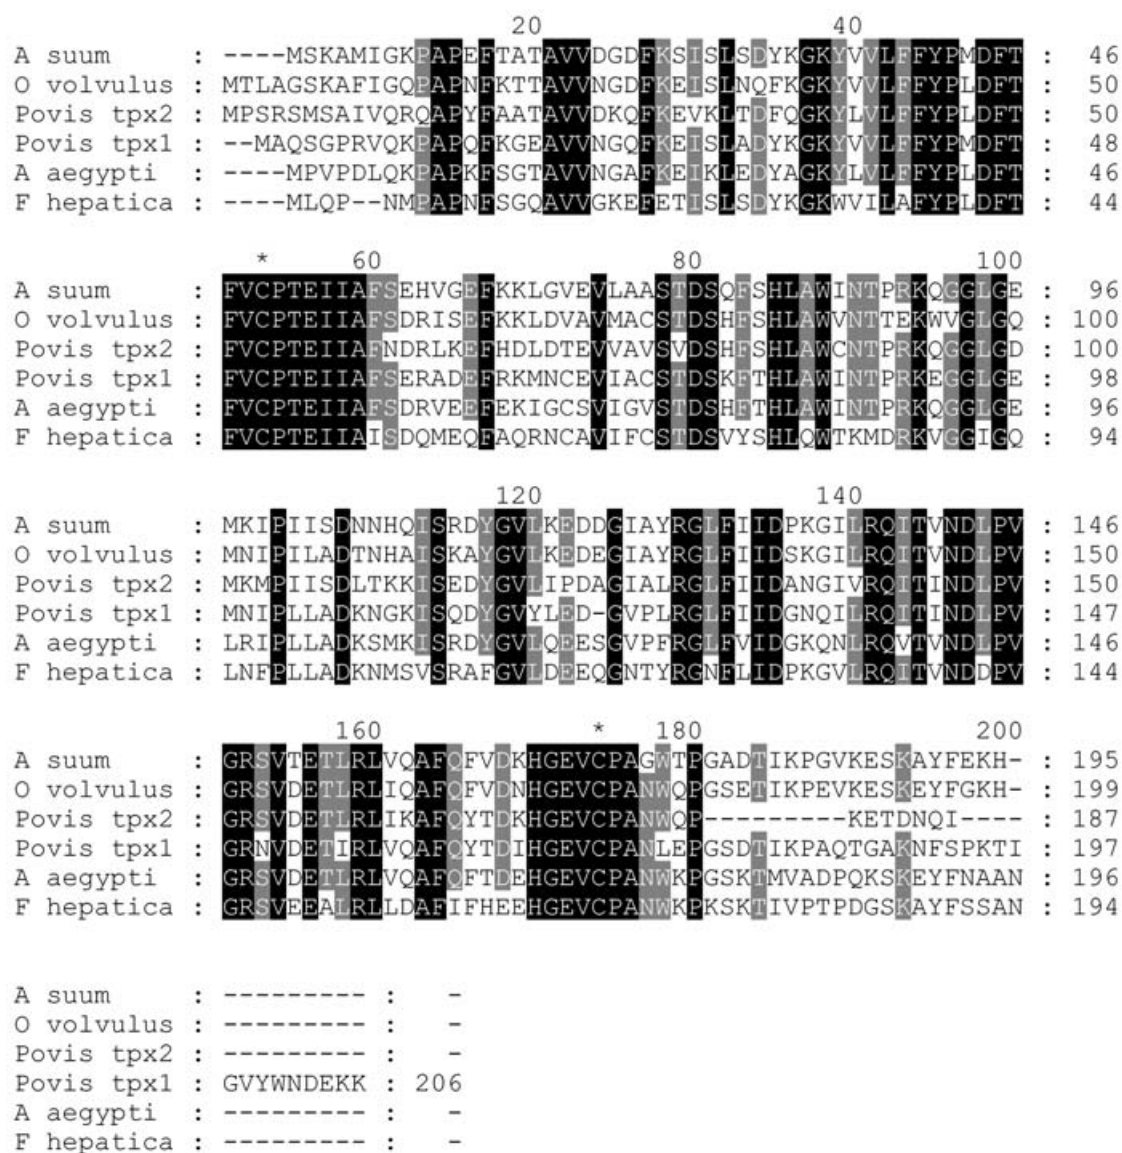 20 40
A suum : ----MSKAMIGKPAPEFTATAVVDGDFKSISLSDYKGKYVVLFFYPMDFT : 46
O volvulus : MTLAGSKAFIGQPAPNFKTTAVVNGDFKEISLNQFKGKYVVLFFYPLDFT : 50
Povis tpx2 : MPSRSMSAIVQRQAPYFAATAVVDKQFKEVKLTDFQGKYLVLFFYPLDFT : 50
Povis tpx1 : --MAQSGPRVQKPAPQFKGEAVVNGQFKEISLADYKGKYVVLFFYPLDFT : 48
A aegypti : ----MPVPDLQKPAPKFSGTAVVNGAFKEIKLEDYAGKYLVLFFYPLDFT : 46
F hepatica : ----MLQP--NMPAPNFSGQAVVGKEFETISLSDYKGKWVILAFYPLDFT : 44
* 60 80 100
A suum : FVCPTEIIAFSEHVGEFKKLGVEVLAASTDSQFSHLAWINTPRKQGGLGE : 96
O volvulus : FVCPTEIIAFSDRISEFKKLDVAVMACSTDSHFSHLAWVNTTEKWVGLGQ : 100
Povis tpx2 : FVCPTEIIAFNDRLKEFHDLDTEVVAVSVDSHFSHLAWCNTPRKQGGLGD : 100
Povis tpx1 : FVCPTEIIAFSERADEFRKMNCEVIACSTDSKFTHLAWINTPRKEGGLGE : 98
A aegypti : FVCPTEIIAFSDRVEEFEKIGCSVIGVSTDSHFTHLAWINTPRKQGGLGE : 96
F hepatica : FVCPTEIIAISDQMEQFAQRNCAVIFCSTDSVYSHLQWTKMDRKVGGIGQ : 94
120 140
A suum : MKIPIISDNNHQISRDYGVLKEDDGIAYRGLFIIDPKGILRQITVNDLPV : 146
O volvulus : MNIPILADTNHAISKAYGVLKEDEGIAYRGLFIIDSKGILRQITVNDLPV : 150
Povis tpx2 : MKMPIISDLTKKISEDYGVLIPDAGIALRGLFIIDANGIVRQITINDLPV : 150
Povis tpx1 : MNIPLLADKNGKISQDYGVYLED-GVPLRGLFIIDGNQILRQITINDLPV : 147
A aegypti : LRIPLLADKSMKISRDYGVLQEESGVPFRGLFVIDGKQNLRQVTVNDLPV : 146
F hepatica : LNFPLLADKNMSVSRAFGVLDEEQGNTYRGNFLIDPKGVLRQITVNDDPV : 144
160 * 180 200
A suum : GRSVTETLRLVQAFQFVDKHGEVCPAGWTPGADTIKPGVKESKAYFEKH- : 195
O volvulus : GRSVDETLRLIQAFQFVDNHGEVCPANWQPGSETIKPEVKESKEYFGKH- : 199
Povis tpx2 : GRSVDETLRLIKAFQYTDKHGEVCPANWQP---------KETDNQI---- : 187
Povis tpx1 : GRNVDETIRLVQAFQYTDIHGEVCPANLEPGSDTIKPAQTGAKNFSPKTI : 197
A aegypti : GRSVDETLRLVQAFQFTDEHGEVCPANWKPGSKTMVADPQKSKEYFNAAN : 196
F hepatica : GRSVEEALRLLDAFIFHEEHGEVCPANWKPKSKTIVPTPDGSKAYFSSAN : 194
A suum : --------- : -
O volvulus : --------- : -
Povis tpx2 : --------- : -
Povis tpx1 : GVYWNDEKK : 206
A aegypti : --------- : -
F hepatica : --------- : -